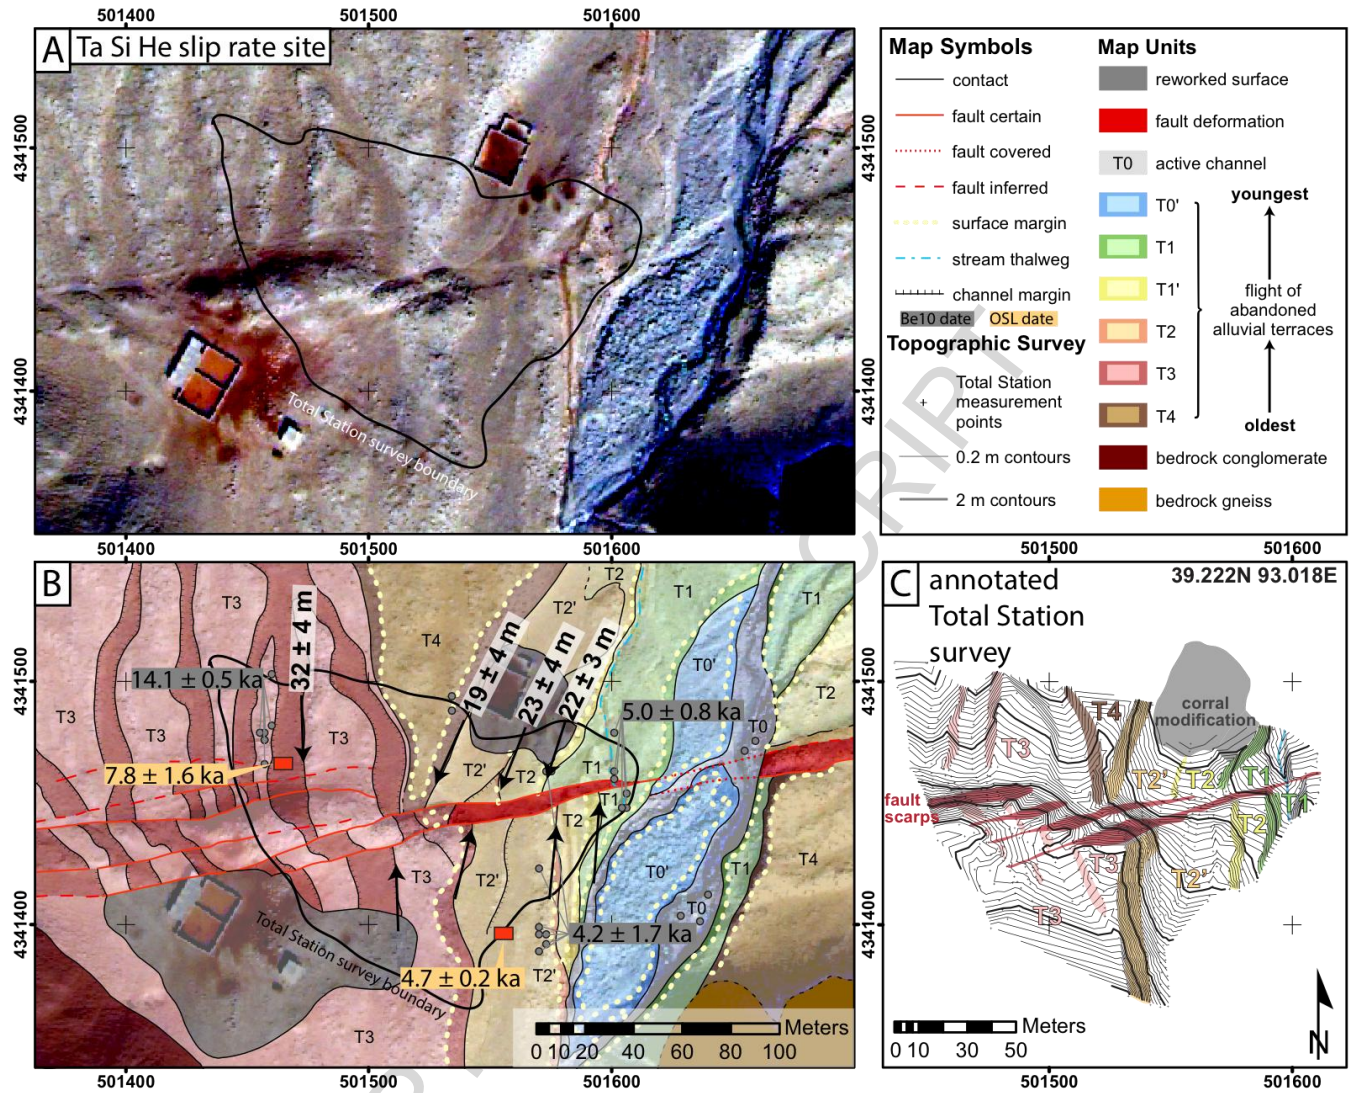 501400 501500 501600
A Ta Si He slip rate site
4341500 4341500
4341400 4341400
Total Station survey boundary
501400 501500 501600
Map Symbols
contact
fault certain
fault covered
fault inferred
surface margin
stream thalweg
channel margin
Be10 date OSL date
Topographic Survey
Total Station
measurement
points
0.2 m contours
2 m contours
Map Units
reworked surface
fault deformation
T0 active channel
T0'
T1
T1'
T2
T3
T4
bedrock conglomerate
bedrock gneiss
youngest
flight of
abandoned
alluvial terraces
oldest
B
T3
T4
T2'
T2
T1
T1
32 ± 4 m
19 ± 4 m
23 ± 4 m
22 ± 3 m
14.1 ± 0.5 ka
5.0 ± 0.8 ka
T0'
T2
T3
T3
T3
T0
7.8 ± 1.6 ka
T2'
T2
T1
T1
T2
T3
T2'
T0'
T1
T4
T0
4341500
4341400
4.2 ± 1.7 ka
Total Station survey boundary
4.7 ± 0.2 ka
T2'
T3
Meters
0 10 20 40 60 80 100
501400 501500 501600
501500 501600
C annotated
Total Station
survey
39.222N 93.018E
4341500
4341400
corral
modification
T4
T3
T2'
T2
T1
fault
scarps
T1
T2
T3
T2'
T3
Meters
0 10 30 50
N
501500 501600
CRIPT